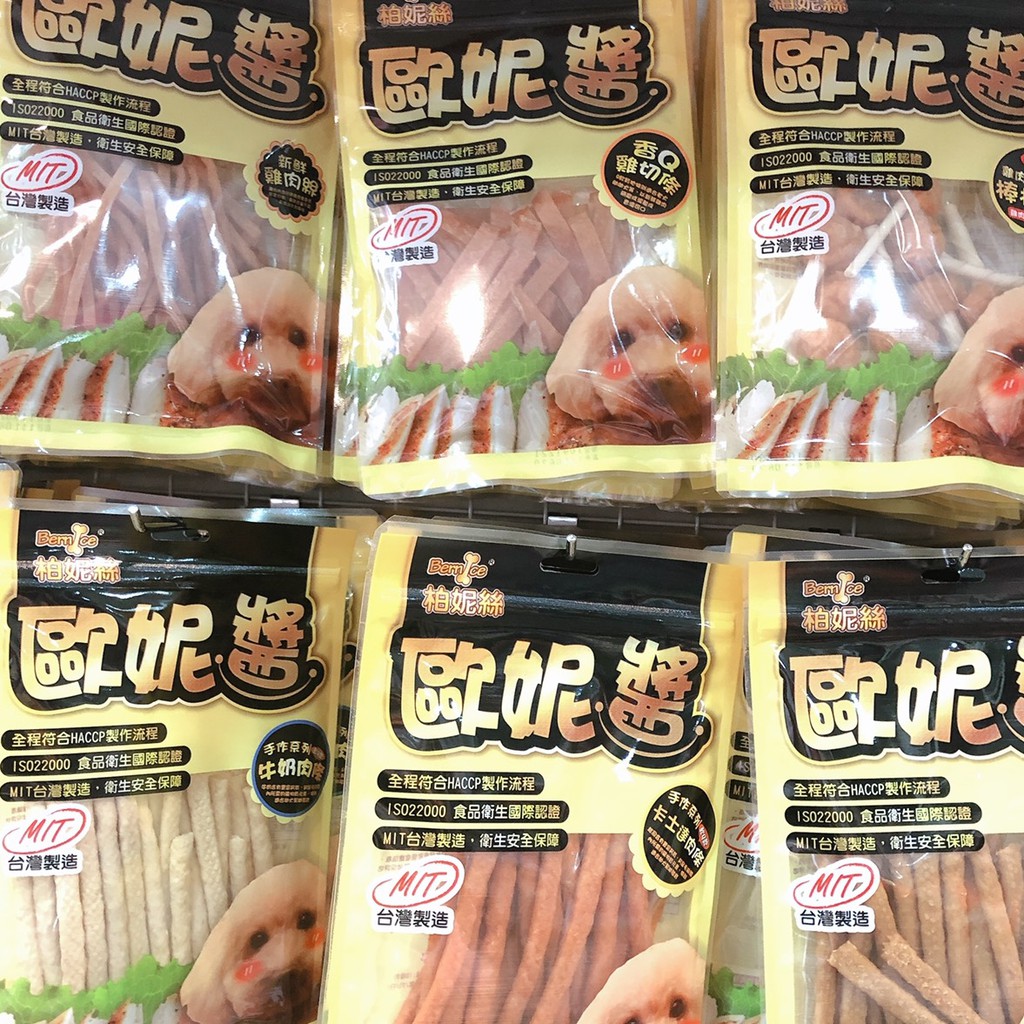 歐妮醬
全程符合HACCP製作流程
ISO22000 食品衛生國際認證
MIT台灣製造，衛生安全保障
MIT
台灣製造
新鮮
雞肉絲
柏妮絲
歐妮醬
全程符合HACCP製作流程
ISO22000 食品衛生國際認證
MIT台灣製造，衛生安全保障
MIT
台灣製造
香Q
雞切條
柏妮絲
歐妮醬
全程符合HACCP製作流程
ISO22000 食品衛生國際認證
MIT台灣製造，衛生安全保障
MIT
台灣製造
雞肉
棒
Bernice
柏妮絲
歐妮醬
全程符合HACCP製作流程
ISO22000 食品衛生國際認證
MIT台灣製造，衛生安全保障
MIT
台灣製造
手作系列
牛奶肉條
Bernice
柏妮絲
歐妮醬
全程符合HACCP製作流程
ISO22000 食品衛生國際認證
MIT台灣製造，衛生安全保障
MIT
台灣製造
手作系列
卡士達肉條
Bernice
柏妮絲
歐妮醬
全程符合HACCP製作流程
ISO22000 食品衛生國際認證
MIT台灣製造，衛生安全保障
MIT
台灣製造